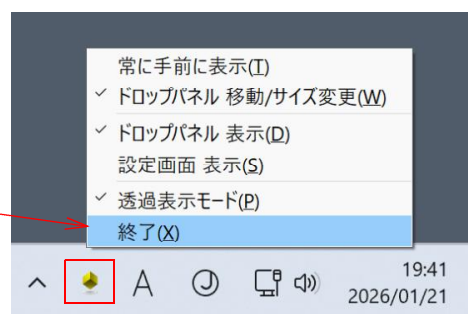 常に手前に表示(T)
ドロップパネル 移動/サイズ変更(W)
ドロップパネル 表示(D)
設定画面 表示(S)
透過表示モード(P)
終了(X)
A
J
19:41
2026/01/21